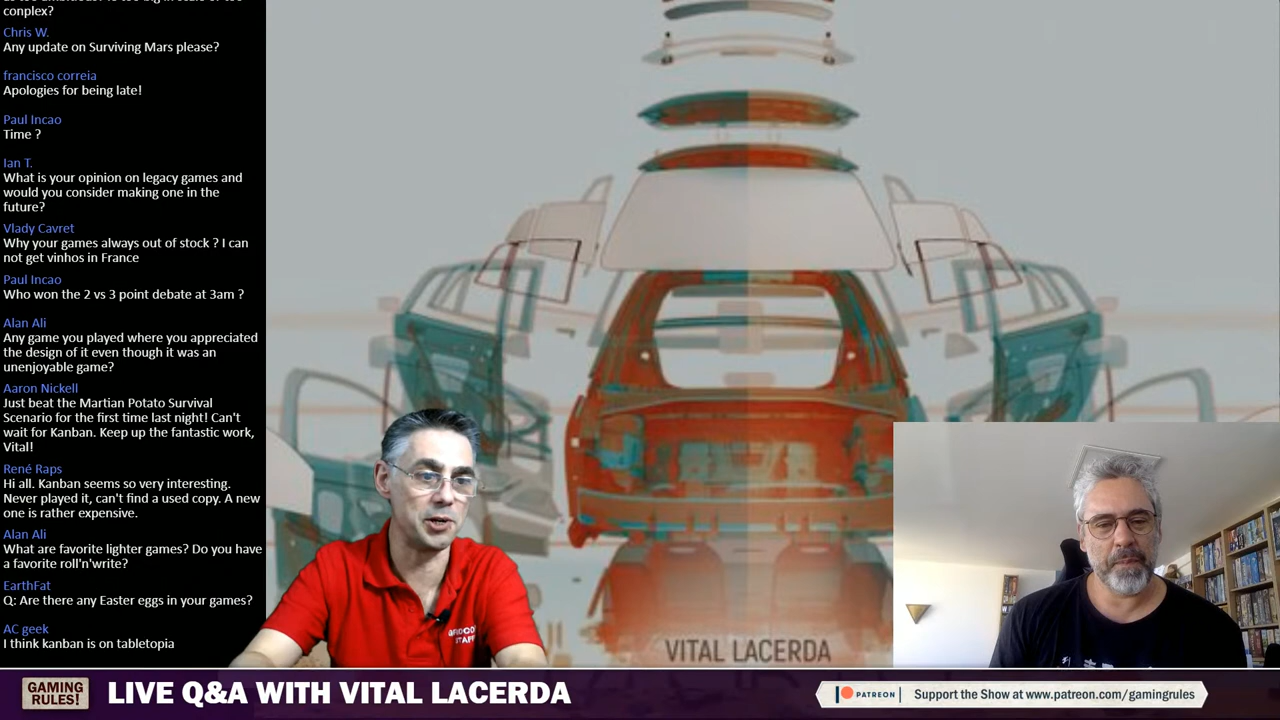 conplex?
Chris W.
Any update on Surviving Mars please?
francisco correia
Apologies for being late!
Paul Incao
Time ?
Ian T.
What is your opinion on legacy games and
would you consider making one in the
future?
Vlady Cavret
Why your games always out of stock ? I can
not get vinhos in France
Paul Incao
Who won the 2 vs 3 point debate at 3am ?
Alan Ali
Any game you played where you appreciated
the design of it even though it was an
unenjoyable game?
Aaron Nickell
Just beat the Martian Potato Survival
Scenario for the first time last night! Can't
wait for Kanban. Keep up the fantastic work,
Vital!
René Raps
Hi all. Kanban seems so very interesting.
Never played it, can't find a used copy. A new
one is rather expensive.
Alan Ali
What are favorite lighter games? Do you have
a favorite roll'n'write?
EarthFat
Q: Are there any Easter eggs in your games?
AC geek
I think kanban is on tabletopia
VITAL LACERDA
GAMING
RULES!
LIVE Q&A WITH VITAL LACERDA
PATREON
Support the Show at www.patreon.com/gamingrules